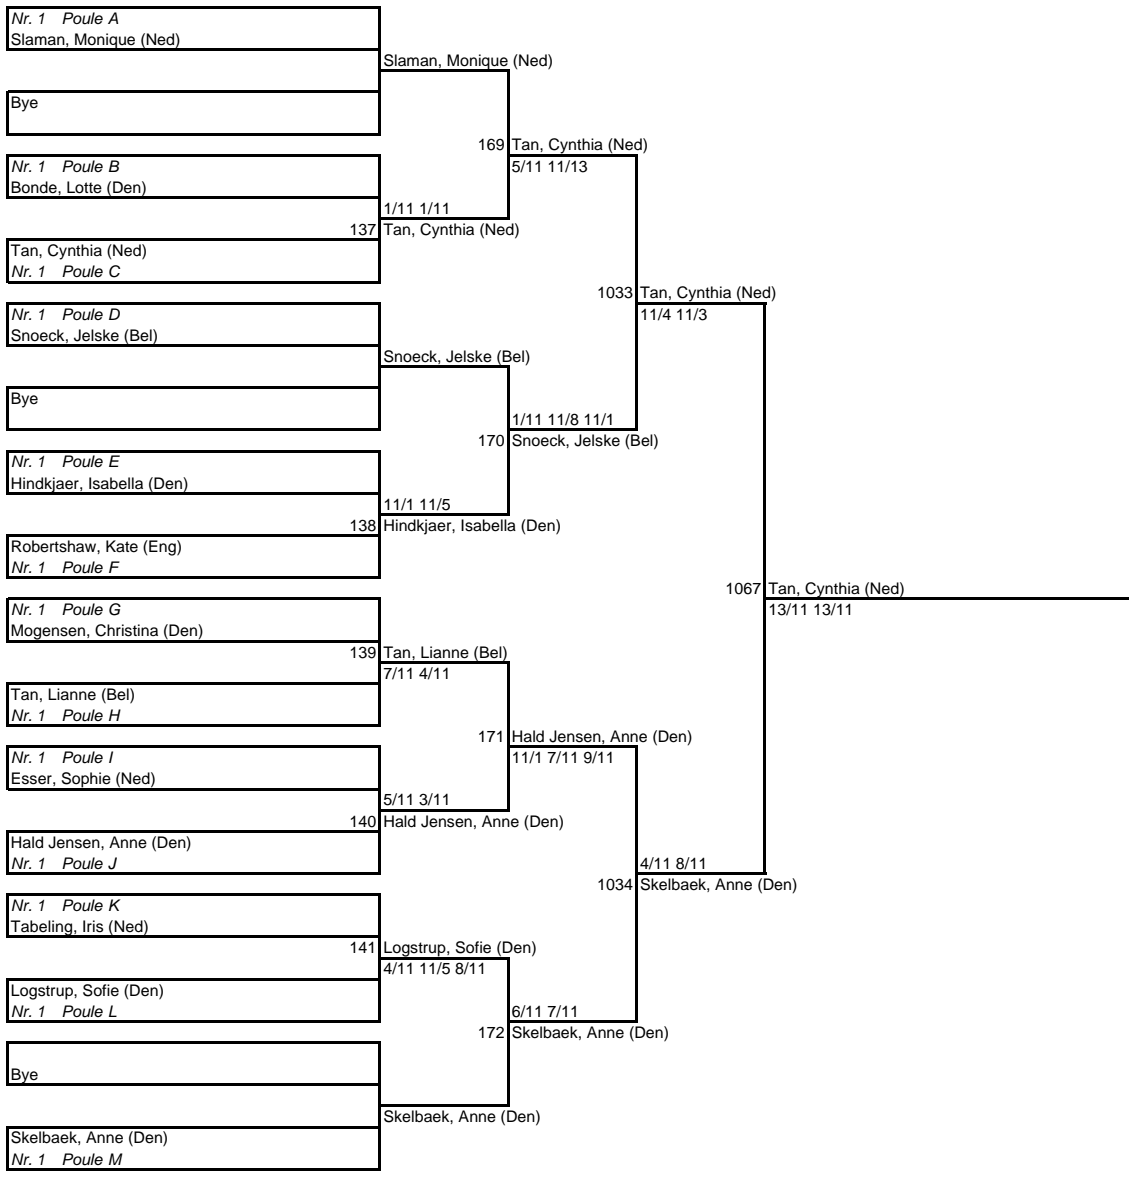 Nr. 1 Poule A
Slaman, Monique (Ned)
Slaman, Monique (Ned)
Bye
169 Tan, Cynthia (Ned)
5/11 11/13
Nr. 1 Poule B
Bonde, Lotte (Den)
1/11 1/11
137 Tan, Cynthia (Ned)
Tan, Cynthia (Ned)
Nr. 1 Poule C
1033 Tan, Cynthia (Ned)
11/4 11/3
Nr. 1 Poule D
Snoeck, Jelske (Bel)
Snoeck, Jelske (Bel)
Bye
1/11 11/8 11/1
170 Snoeck, Jelske (Bel)
Nr. 1 Poule E
Hindkjaer, Isabella (Den)
11/1 11/5
138 Hindkjaer, Isabella (Den)
Robertshaw, Kate (Eng)
Nr. 1 Poule F
1067 Tan, Cynthia (Ned)
13/11 13/11
Nr. 1 Poule G
Mogensen, Christina (Den)
139 Tan, Lianne (Bel)
7/11 4/11
Tan, Lianne (Bel)
Nr. 1 Poule H
171 Hald Jensen, Anne (Den)
11/1 7/11 9/11
Nr. 1 Poule I
Esser, Sophie (Ned)
5/11 3/11
140 Hald Jensen, Anne (Den)
Hald Jensen, Anne (Den)
Nr. 1 Poule J
4/11 8/11
1034 Skelbaek, Anne (Den)
Nr. 1 Poule K
Tabeling, Iris (Ned)
141 Logstrup, Sofie (Den)
4/11 11/5 8/11
Logstrup, Sofie (Den)
Nr. 1 Poule L
6/11 7/11
172 Skelbaek, Anne (Den)
Bye
Skelbaek, Anne (Den)
Skelbaek, Anne (Den)
Nr. 1 Poule M